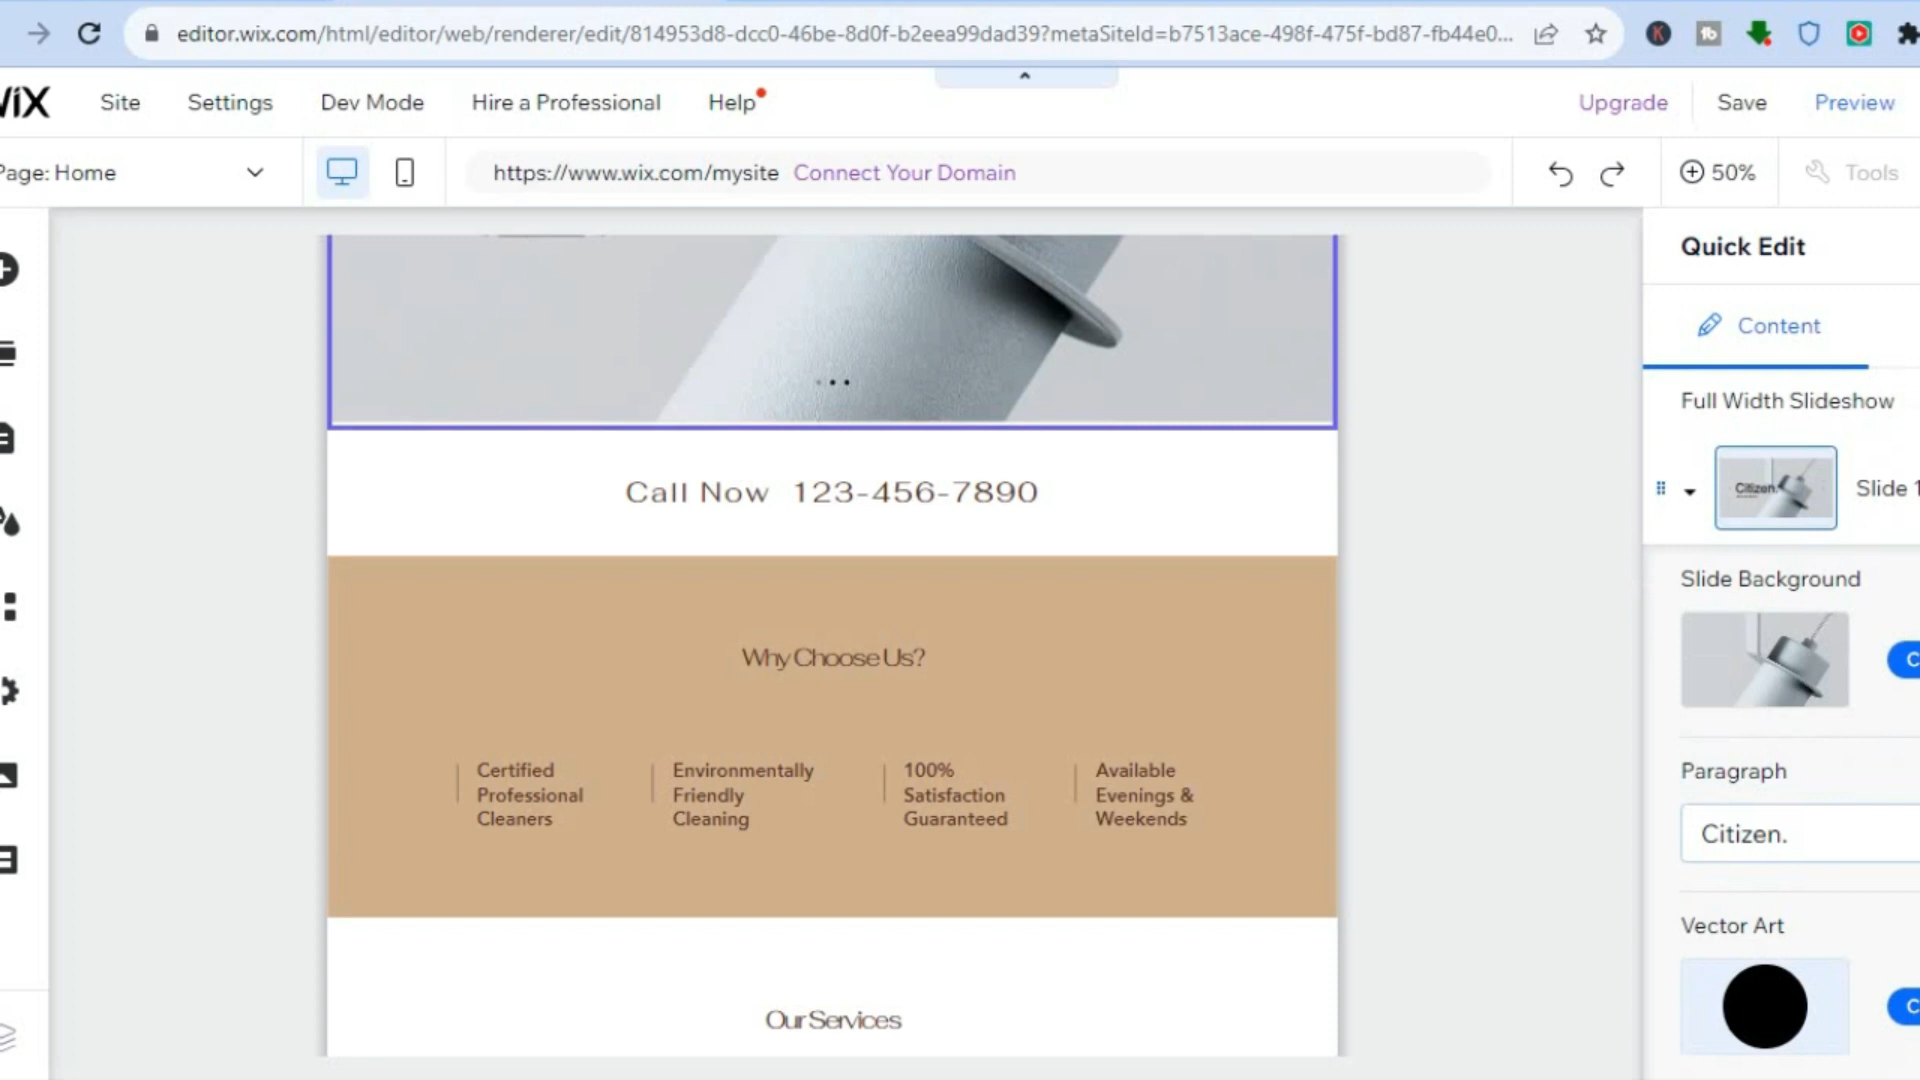 editor.wix.com/html/editor/web/renderer/edit/814953d8-dcc0-46be-8d0f-b2eea99dad39?metaSiteId=b7513ace-498f-475f-bd87-fb44e0...
WiX Site Settings Dev Mode Hire a Professional Help Upgrade Save Preview
Page: Home https://www.wix.com/mysite Connect Your Domain 50% Tools
Quick Edit
Content
Full Width Slideshow
Citizen.
Slide 1
Call Now 123-456-7890
Slide Background
Why Choose Us?
Certified
Professional
Cleaners
Environmentally
Friendly
Cleaning
100%
Satisfaction
Guaranteed
Available
Evenings &
Weekends
Paragraph
Citizen.
Vector Art
Our Services